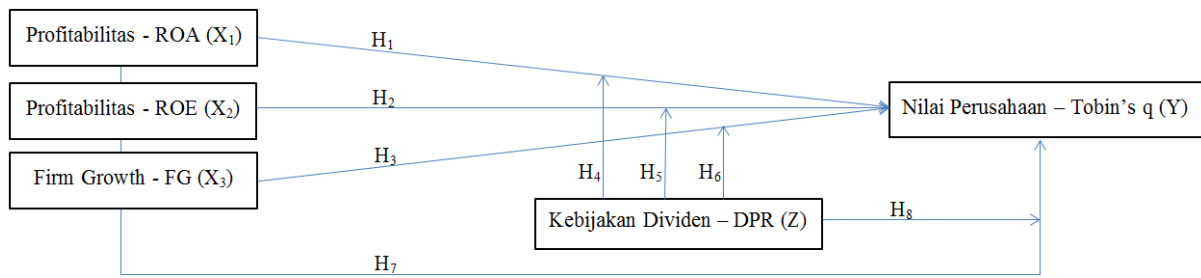 Profitabilitas - ROA (X₁)
H₁
Profitabilitas - ROE (X₂)
H₂
Nilai Perusahaan – Tobin's q (Y)
H₃
Firm Growth - FG (X₃)
H₄
H₅
H₆
Kebijakan Dividen – DPR (Z)
H₈
H₇